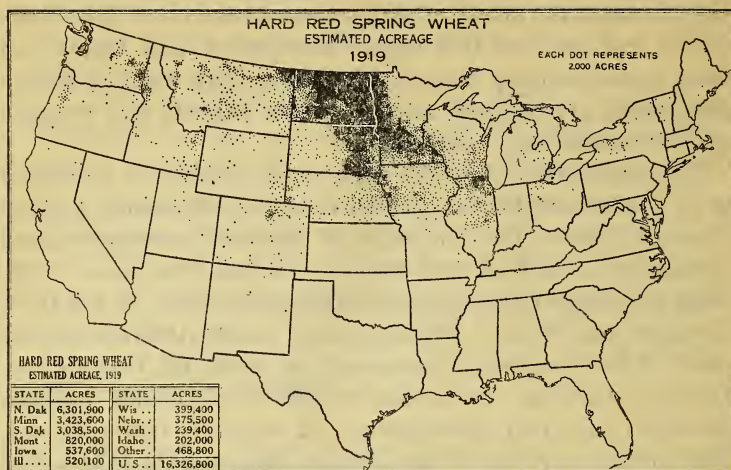 HARD RED SPRING WHEAT
ESTIMATED ACREAGE
1919
EACH DOT REPRESENTS
2,000 ACRES
HARD RED SPRING WHEAT
ESTIMATED ACREAGE, 1919
STATE ACRES STATE ACRES
N. Dak 6,301,900 Wis . . 399,400
Minn . 3,423,600 Nebr. . 375,500
S. Dak 3,038,500 Wash . 239,400
Mont . 820,000 Idaho . 202,000
Iowa . 537,600 Other . 468,800
Ill . . . . 520,100 U. S . . 16,326,800